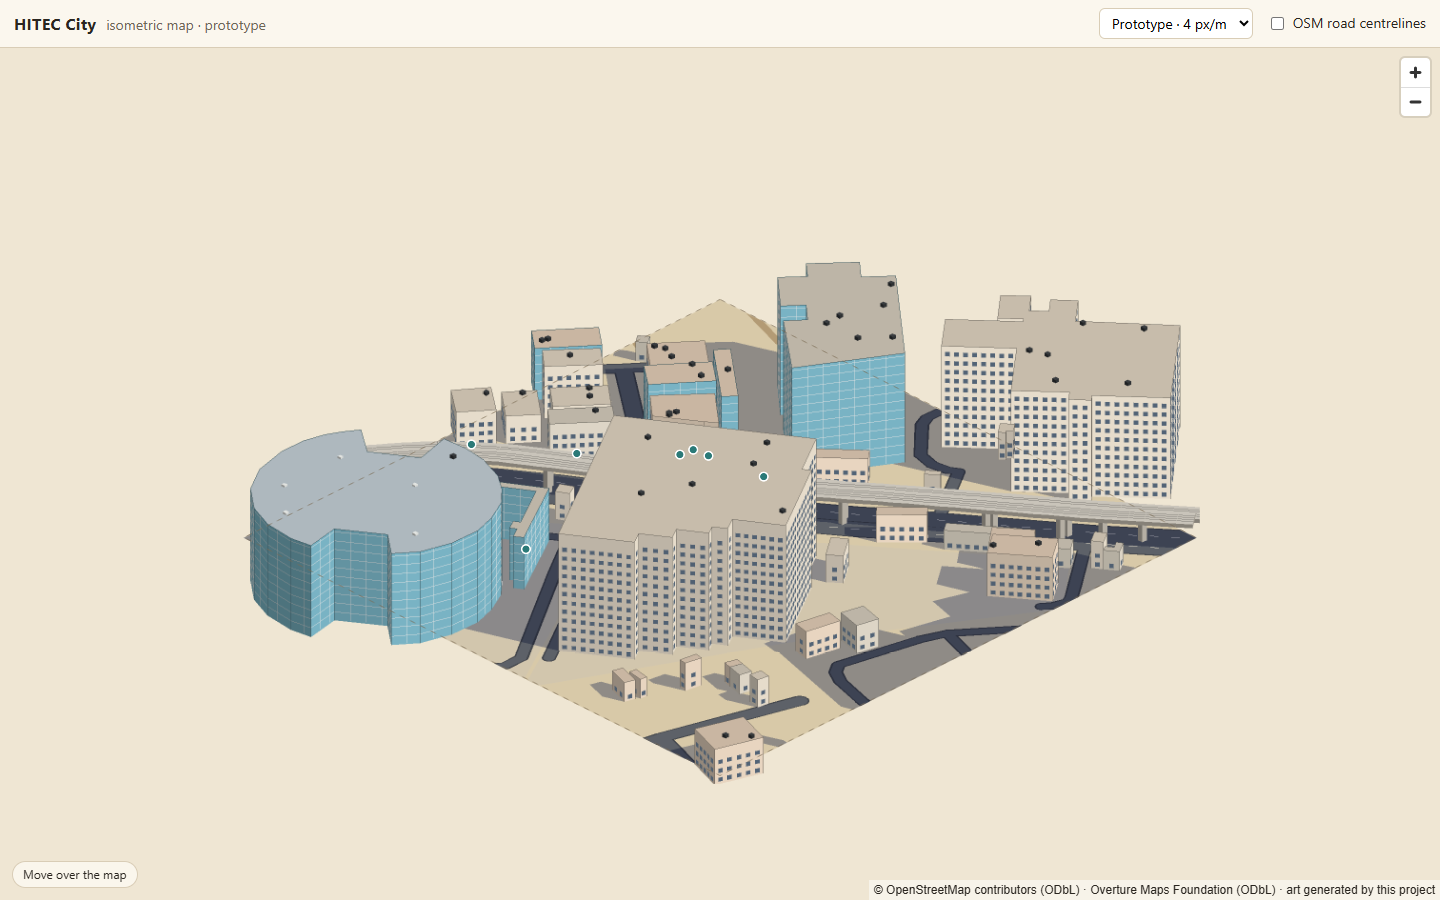 HITEC City isometric map · prototype
Prototype · 4 px/m
OSM road centrelines
+
−
Move over the map
© OpenStreetMap contributors (ODbL) · Overture Maps Foundation (ODbL) · art generated by this project